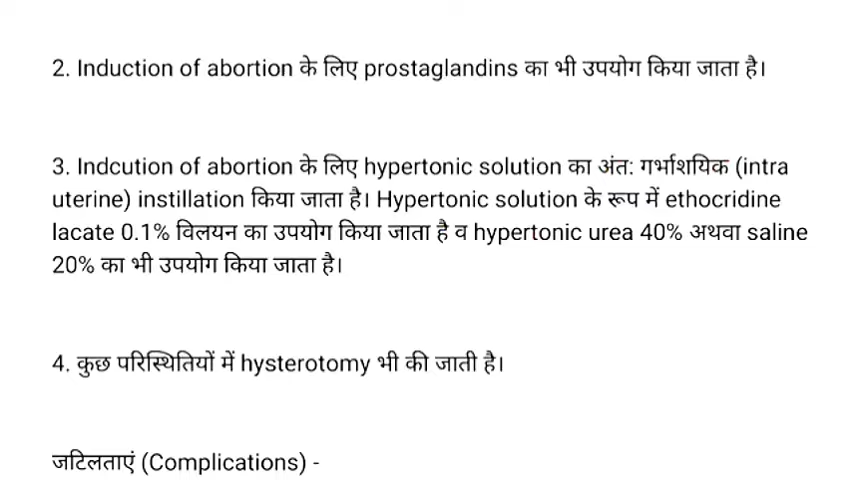 2. Induction of abortion के लिए prostaglandins का भी उपयोग किया जाता है।
3. Indcution of abortion के लिए hypertonic solution का अंत: गर्भाशयिक (intra
uterine) instillation किया जाता है। Hypertonic solution के रूप में ethocridine
lacate 0.1% विलयन का उपयोग किया जाता है व hypertonic urea 40% अथवा saline
20% का भी उपयोग किया जाता है।
4. कुछ परिस्थितियों में hysterotomy भी की जाती है।
जटिलताएं (Complications) -